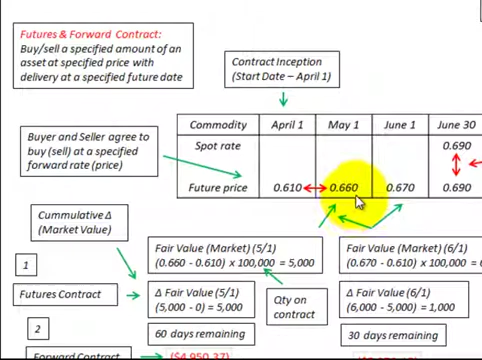 Futures & Forward Contract:
Buy/sell a specified amount of an
asset at specified price with
delivery at a specified future date
Contract Inception
(Start Date – April 1)
Commodity April 1 May 1 June 1 June 30
Spot rate 0.690
Future price 0.610 0.660 0.670 0.690
Buyer and Seller agree to
buy (sell) at a specified
forward rate (price)
Cummulative Δ
(Market Value)
Fair Value (Market) (5/1)
(0.660 - 0.610) x 100,000 = 5,000
Fair Value (Market) (6/1)
(0.670 - 0.610) x 100,000 =
1
Futures Contract
Δ Fair Value (5/1)
(5,000 - 0) = 5,000
Qty on
contract
Δ Fair Value (6/1)
(6,000 - 5,000) = 1,000
2
60 days remaining
30 days remaining
Forward Contract
($4,950.37)